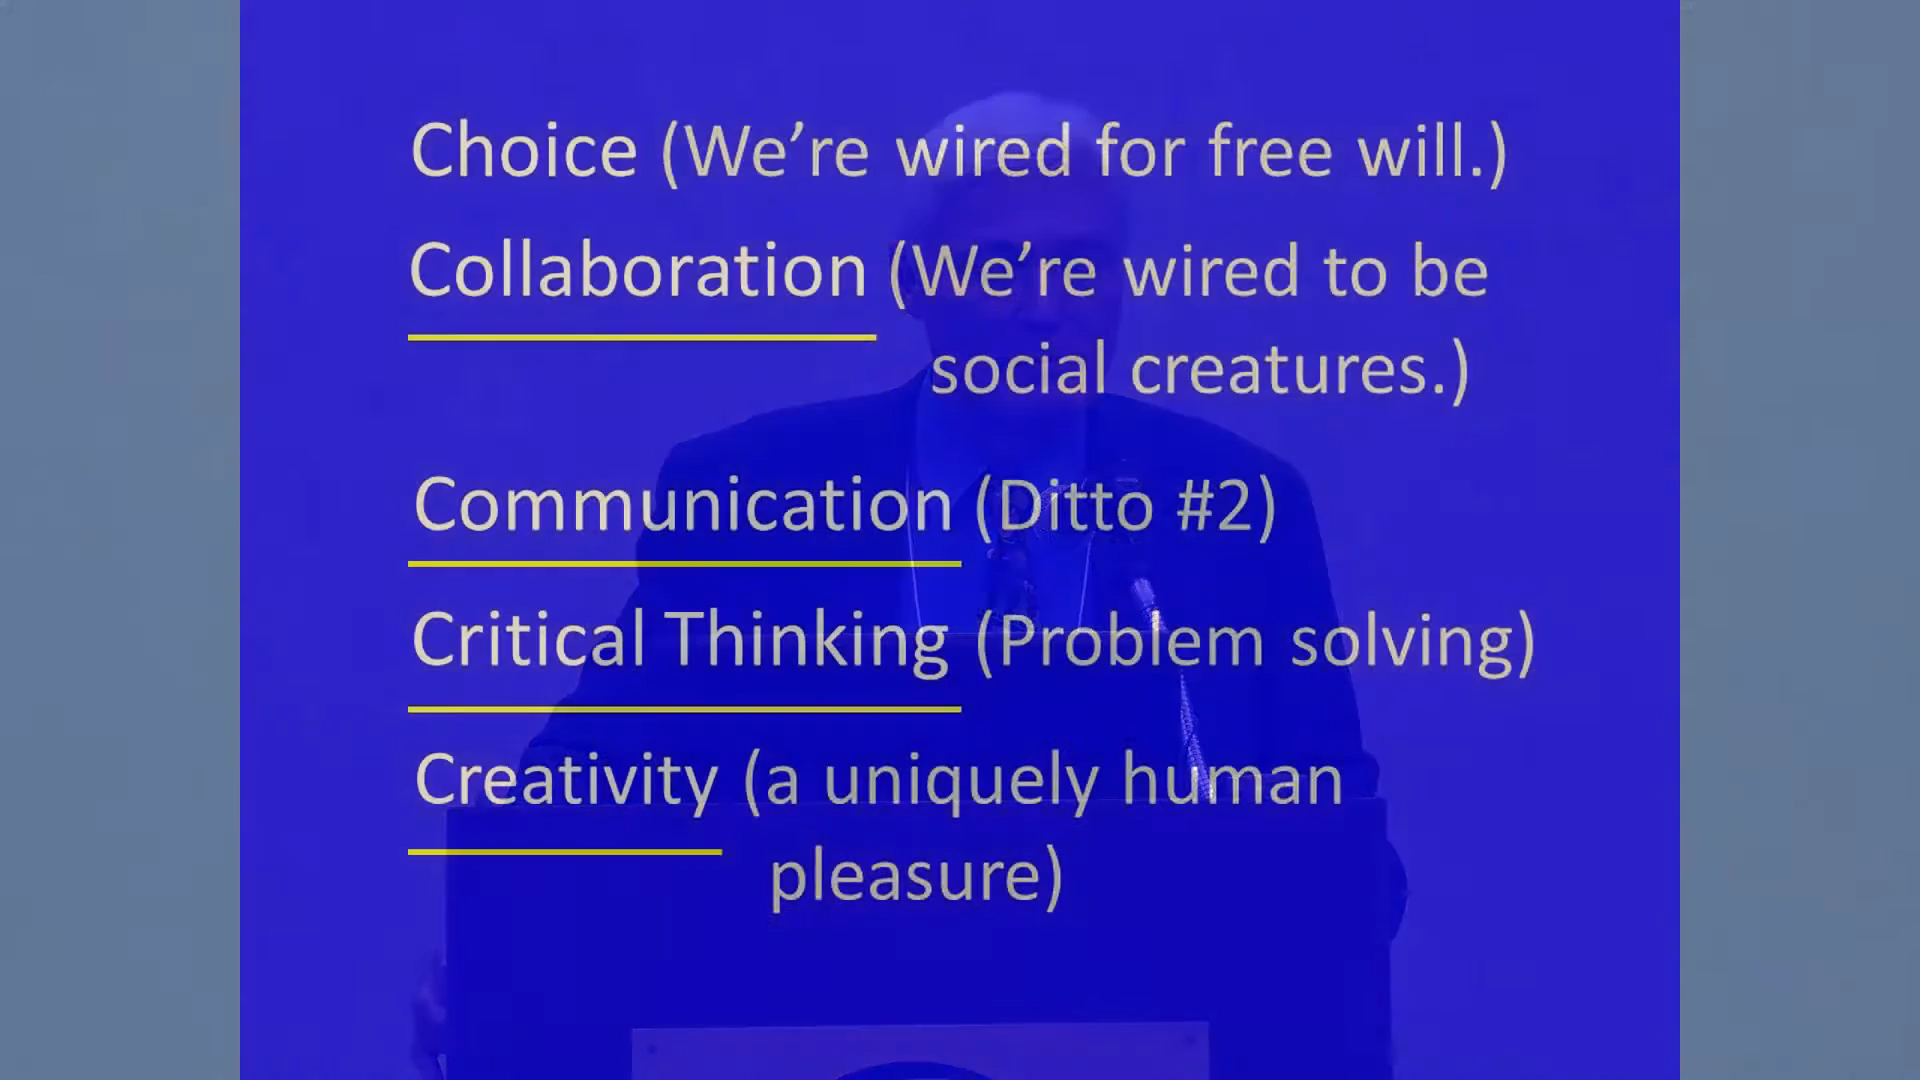 Choice (We’re wired for free will.)
Collaboration (We’re wired to be
social creatures.)
Communication (Ditto #2)
Critical Thinking (Problem solving)
Creativity (a uniquely human
pleasure)